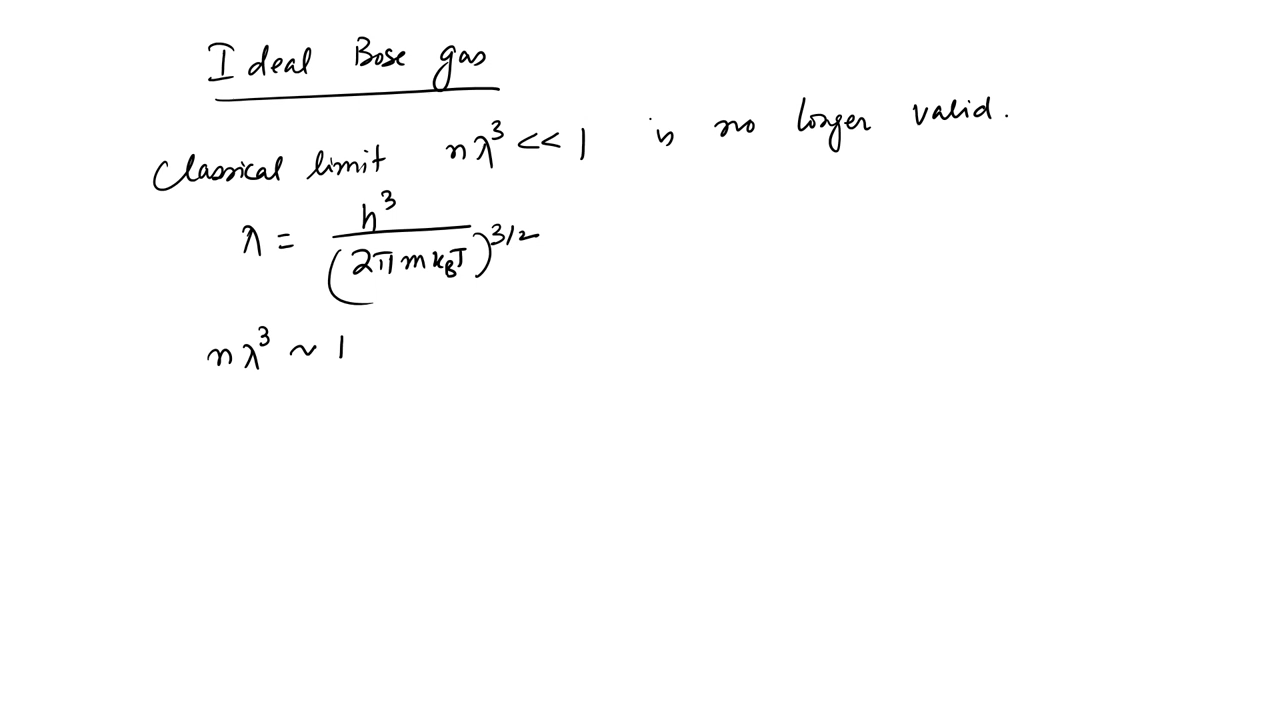 Ideal Bose gas
Classical limit nλ³ << 1 is no longer valid.
λ = h³ / (2πmk_BT)^3/2
nλ³ ~ 1